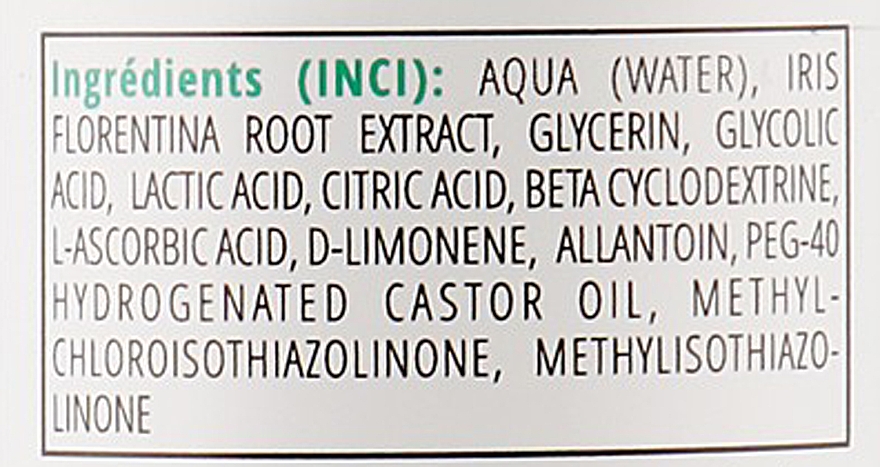 Ingrédients (INCI): AQUA (WATER), IRIS
FLORENTINA ROOT EXTRACT, GLYCERIN, GLYCOLIC
ACID, LACTIC ACID, CITRIC ACID, BETA CYCLODEXTRINE,
L-ASCORBIC ACID, D-LIMONENE, ALLANTOIN, PEG-40
HYDROGENATED CASTOR OIL, METHYL-
CHLOROISOTHIAZOLINONE, METHYLISOTHIAZO-
LINONE